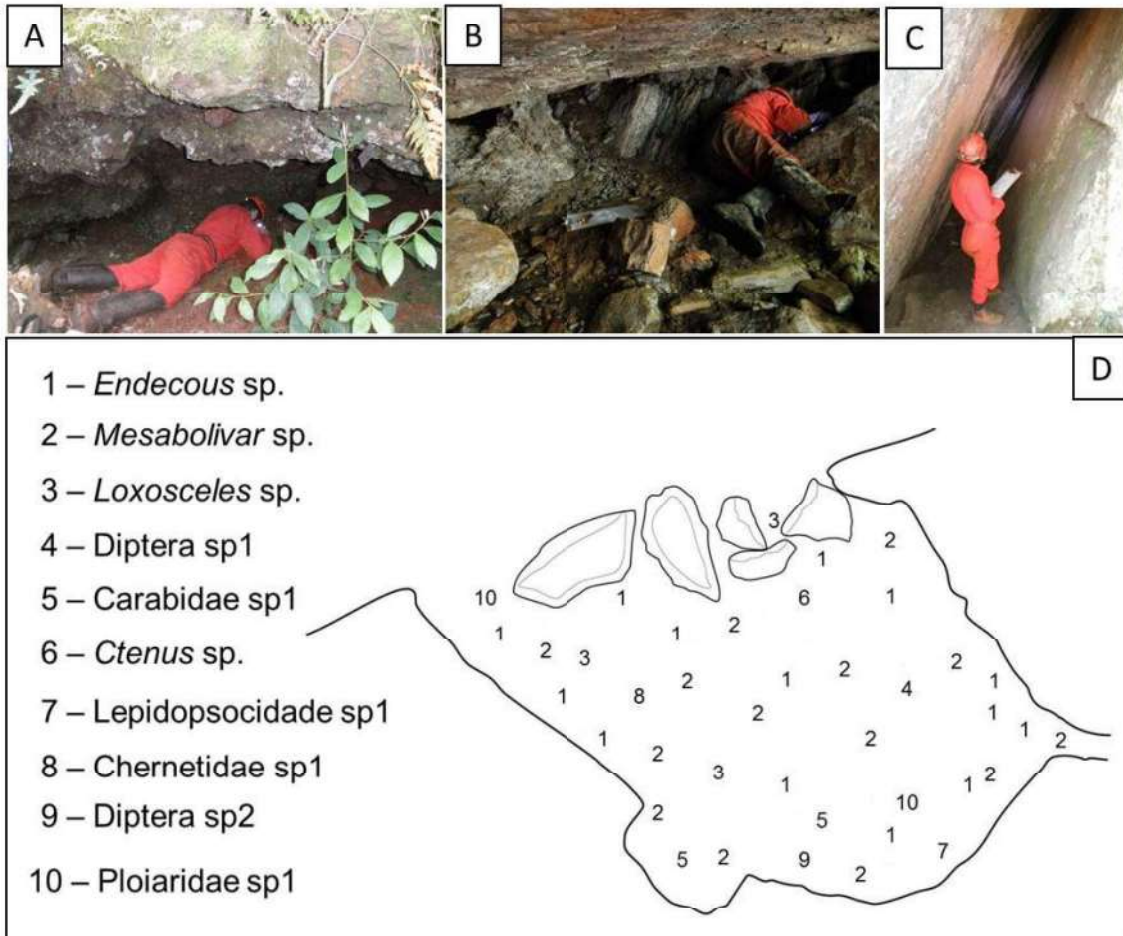 A
B
C
D
1 – Endecous sp.
2 – Mesabolivar sp.
3 – Loxosceles sp.
4 – Diptera sp1
5 – Carabidae sp1
6 – Ctenus sp.
7 – Lepidopsocidade sp1
8 – Chernetidae sp1
9 – Diptera sp2
10 – Ploiaridae sp1
3
2
1
10 1 6 1
1 1 2
2 3 2 2
1 8 2 1 4 1
2 1
1 2 1 2
2
3 1 1 2
2 5 10
1
5 2 9 7
2